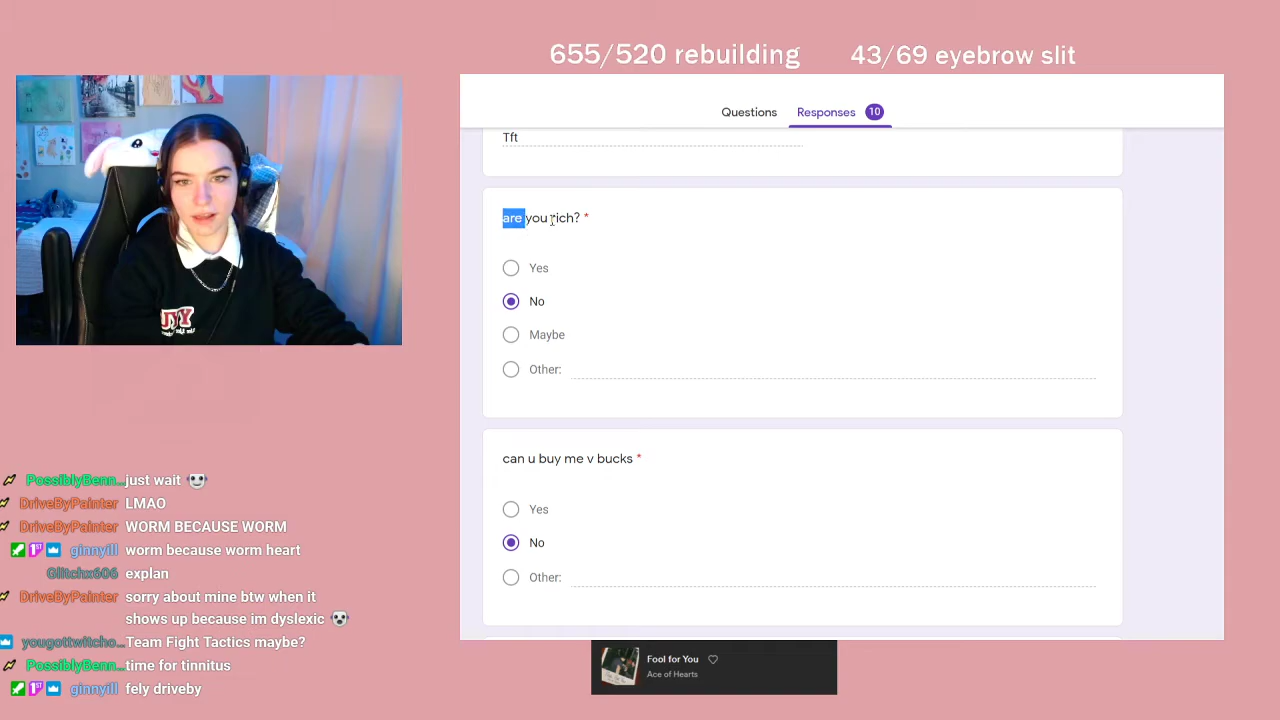 655/520 rebuilding
43/69 eyebrow slit
Questions
Responses 10
Tft
are you rich? *
Yes
No
Maybe
Other:
can u buy me v bucks *
Yes
No
Other:
PossiblyBenn... just wait
DriveByPainter LMAO
DriveByPainter WORM BECAUSE WORM
ginnyill worm because worm heart
Glitchx606 explan
DriveByPainter sorry about mine btw when it
shows up because im dyslexic
yougottwitcho... Team Fight Tactics maybe?
PossiblyBenn... time for tinnitus
ginnyill fely driveby
Fool for You
Ace of Hearts